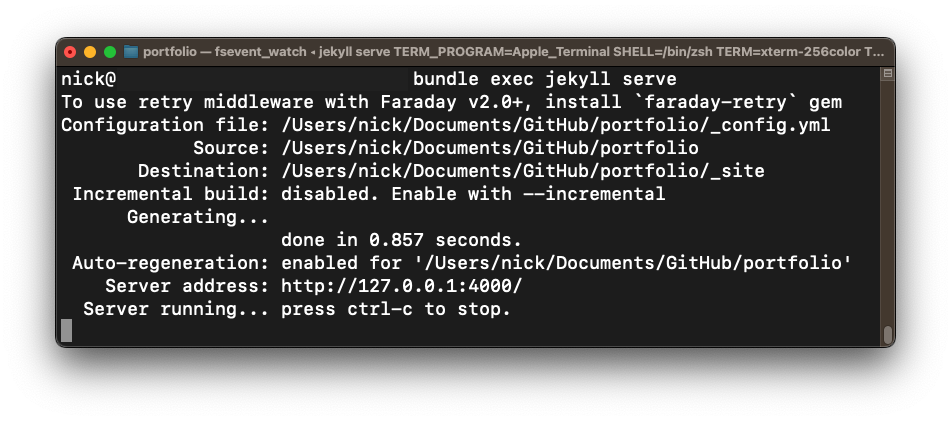 portfolio — fsevent_watch ◂ jekyll serve TERM_PROGRAM=Apple_Terminal SHELL=/bin/zsh TERM=xterm-256color T...
nick@ bundle exec jekyll serve
To use retry middleware with Faraday v2.0+, install `faraday-retry` gem
Configuration file: /Users/nick/Documents/GitHub/portfolio/_config.yml
Source: /Users/nick/Documents/GitHub/portfolio
Destination: /Users/nick/Documents/GitHub/portfolio/_site
Incremental build: disabled. Enable with --incremental
Generating...
done in 0.857 seconds.
Auto-regeneration: enabled for '/Users/nick/Documents/GitHub/portfolio'
Server address: http://127.0.0.1:4000/
Server running... press ctrl-c to stop.